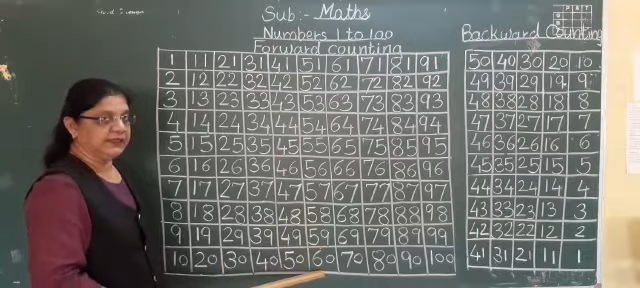 Sub:- Maths
Numbers 1 to 100
Forward counting
1 11 21 31 41 51 61 71 81 91
2 12 22 32 42 52 62 72 82 92
3 13 23 33 43 53 63 73 83 93
4 14 24 34 44 54 64 74 84 94
5 15 25 35 45 55 65 75 85 95
6 16 26 36 46 56 66 76 86 96
7 17 27 37 47 57 67 77 87 97
8 18 28 38 48 58 68 78 88 98
9 19 29 39 49 59 69 79 89 99
10 20 30 40 50 60 70 80 90 100
Backward Counting
50 40 30 20 10
49 39 29 19 9
48 38 28 18 8
47 37 27 17 7
46 36 26 16 6
45 35 25 15 5
44 34 24 14 4
43 33 23 13 3
42 32 22 12 2
41 31 21 11 1